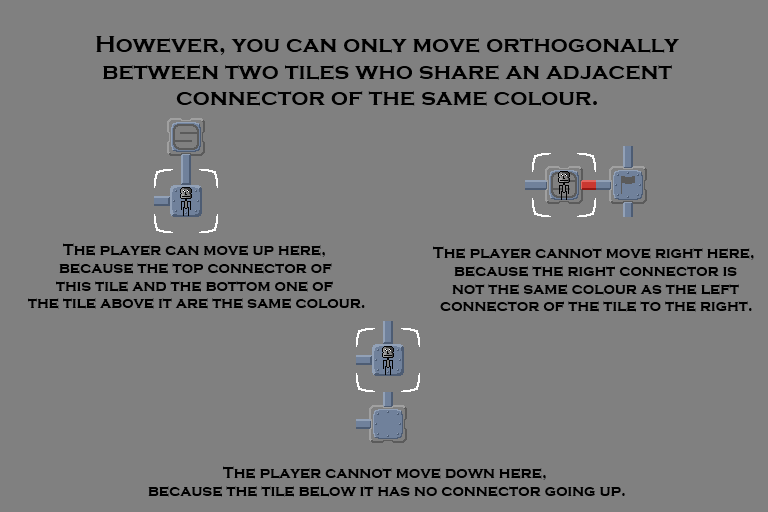 However, you can only move orthogonally
between two tiles who share an adjacent
connector of the same colour.
The player can move up here,
because the top connector of
this tile and the bottom one of
the tile above it are the same colour.
The player cannot move right here,
because the right connector is
not the same colour as the left
connector of the tile to the right.
The player cannot move down here,
because the tile below it has no connector going up.